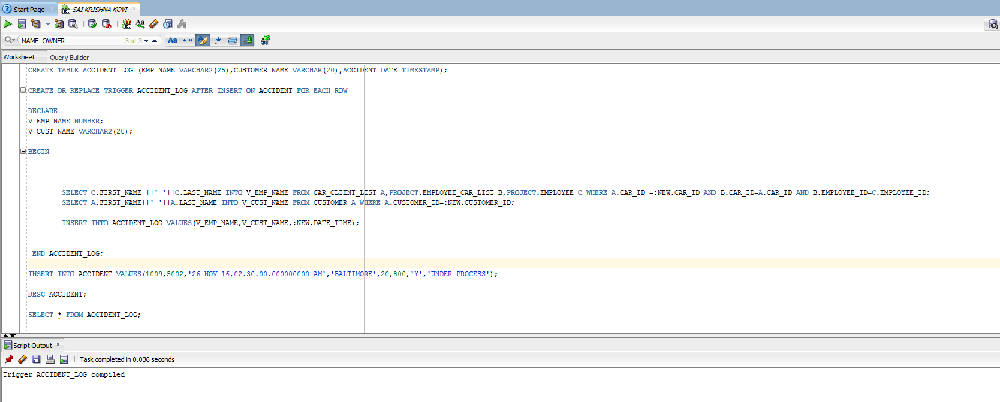 Start Page
SAI KRISHNA KOVI
NAME_OWNER 3 of 3 Aa “ ” .*
Worksheet Query Builder
CREATE TABLE ACCIDENT_LOG (EMP_NAME VARCHAR2(25),CUSTOMER_NAME VARCHAR(20),ACCIDENT_DATE TIMESTAMP);
CREATE OR REPLACE TRIGGER ACCIDENT_LOG AFTER INSERT ON ACCIDENT FOR EACH ROW
DECLARE
V_EMP_NAME NUMBER;
V_CUST_NAME VARCHAR2(20);
BEGIN
SELECT C.FIRST_NAME ||' '||C.LAST_NAME INTO V_EMP_NAME FROM CAR_CLIENT_LIST A,PROJECT.EMPLOYEE_CAR_LIST B,PROJECT.EMPLOYEE C WHERE A.CAR_ID =:NEW.CAR_ID AND B.CAR_ID=A.CAR_ID AND B.EMPLOYEE_ID=C.EMPLOYEE_ID;
SELECT A.FIRST_NAME||' '||A.LAST_NAME INTO V_CUST_NAME FROM CUSTOMER A WHERE A.CUSTOMER_ID=:NEW.CUSTOMER_ID;
INSERT INTO ACCIDENT_LOG VALUES(V_EMP_NAME,V_CUST_NAME,:NEW.DATE_TIME);
END ACCIDENT_LOG;
INSERT INTO ACCIDENT VALUES(1009,5002,'26-NOV-16,02.30.00.000000000 AM','BALTIMORE',20,800,'Y','UNDER PROCESS');
DESC ACCIDENT;
SELECT * FROM ACCIDENT_LOG;
Script Output x
Task completed in 0.036 seconds
Trigger ACCIDENT_LOG compiled